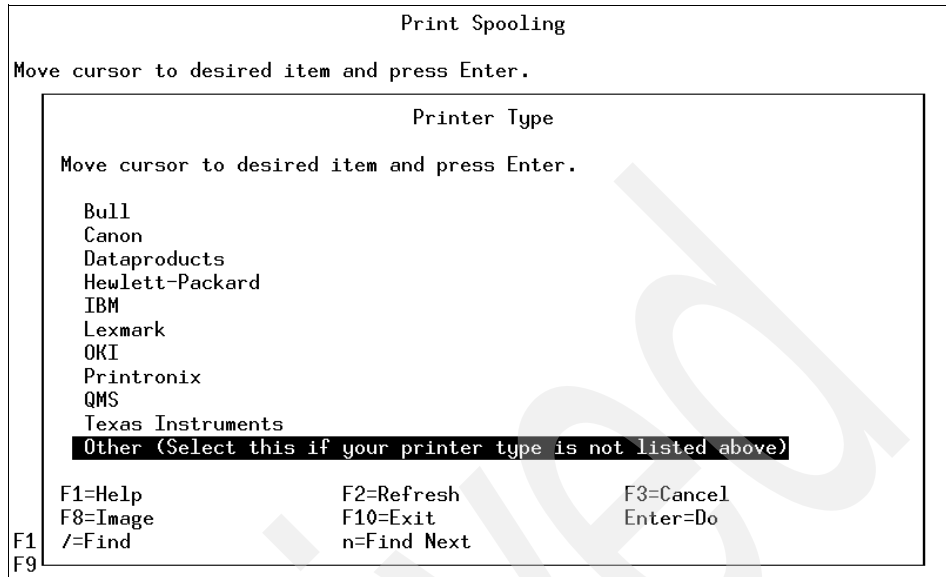 Print Spooling
Move cursor to desired item and press Enter.
Printer Type
Move cursor to desired item and press Enter.
Bull
Canon
Dataproducts
Hewlett-Packard
IBM
Lexmark
OKI
Printronix
QMS
Texas Instruments
Other (Select this if your printer type is not listed above)
F1=Help F2=Refresh F3=Cancel
F8=Image F10=Exit Enter=Do
F1 /=Find n=Find Next
F9